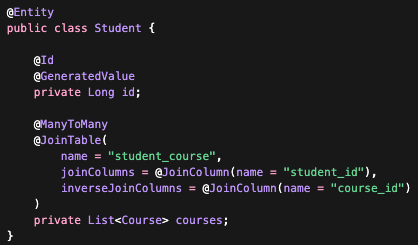 @Entity
public class Student {
@Id
@GeneratedValue
private Long id;
@ManyToMany
@JoinTable(
name = "student_course",
joinColumns = @JoinColumn(name = "student_id"),
inverseJoinColumns = @JoinColumn(name = "course_id")
)
private List<Course> courses;
}